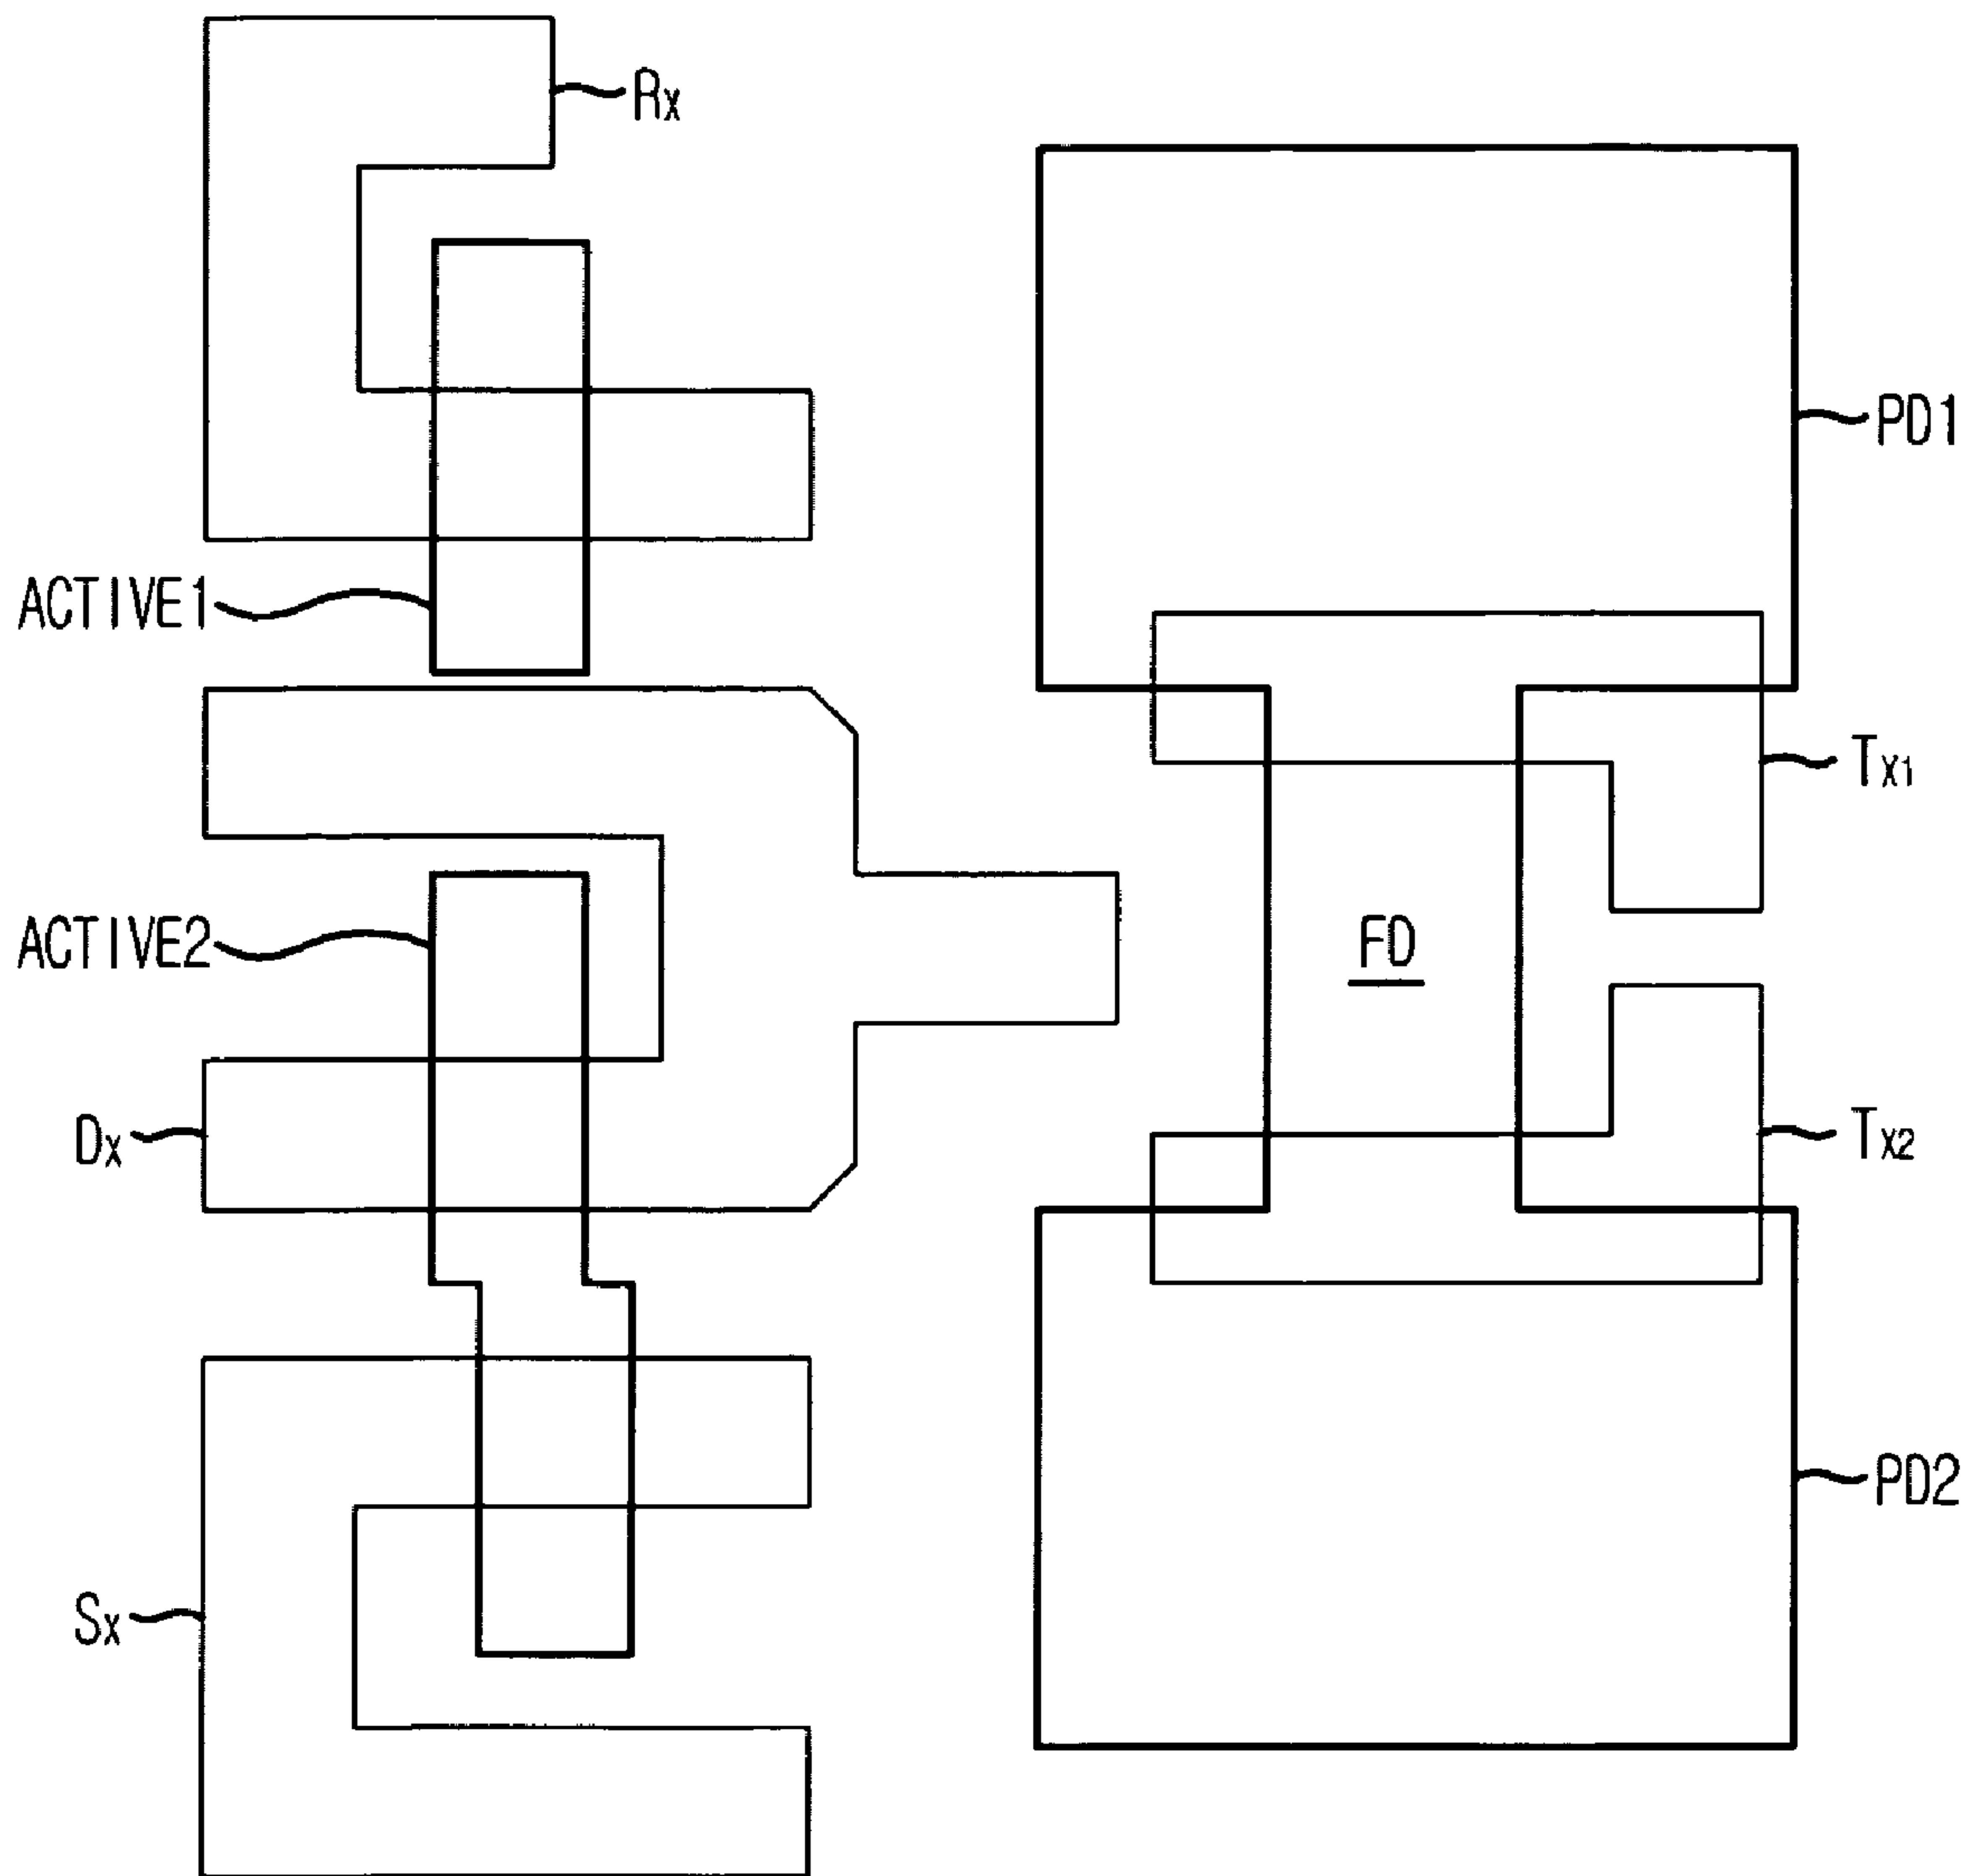 Rx
PD1
ACTIVE1
Tx1
ACTIVE2
FD
Dx
Tx2
PD2
Sx